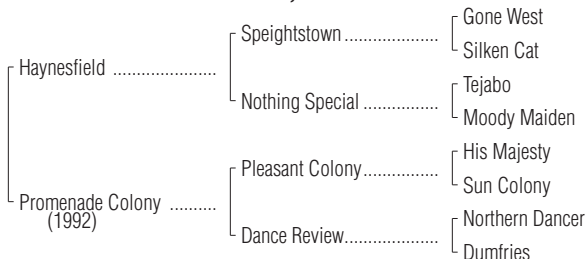 Gone West
Speightstown ......................
Silken Cat
Haynesfield ........................
Tejabo
Nothing Special .................
Moody Maiden
His Majesty
Pleasant Colony.................
Sun Colony
Promenade Colony ..........
(1992)
Northern Dancer
Dance Review.....................
Dumfries